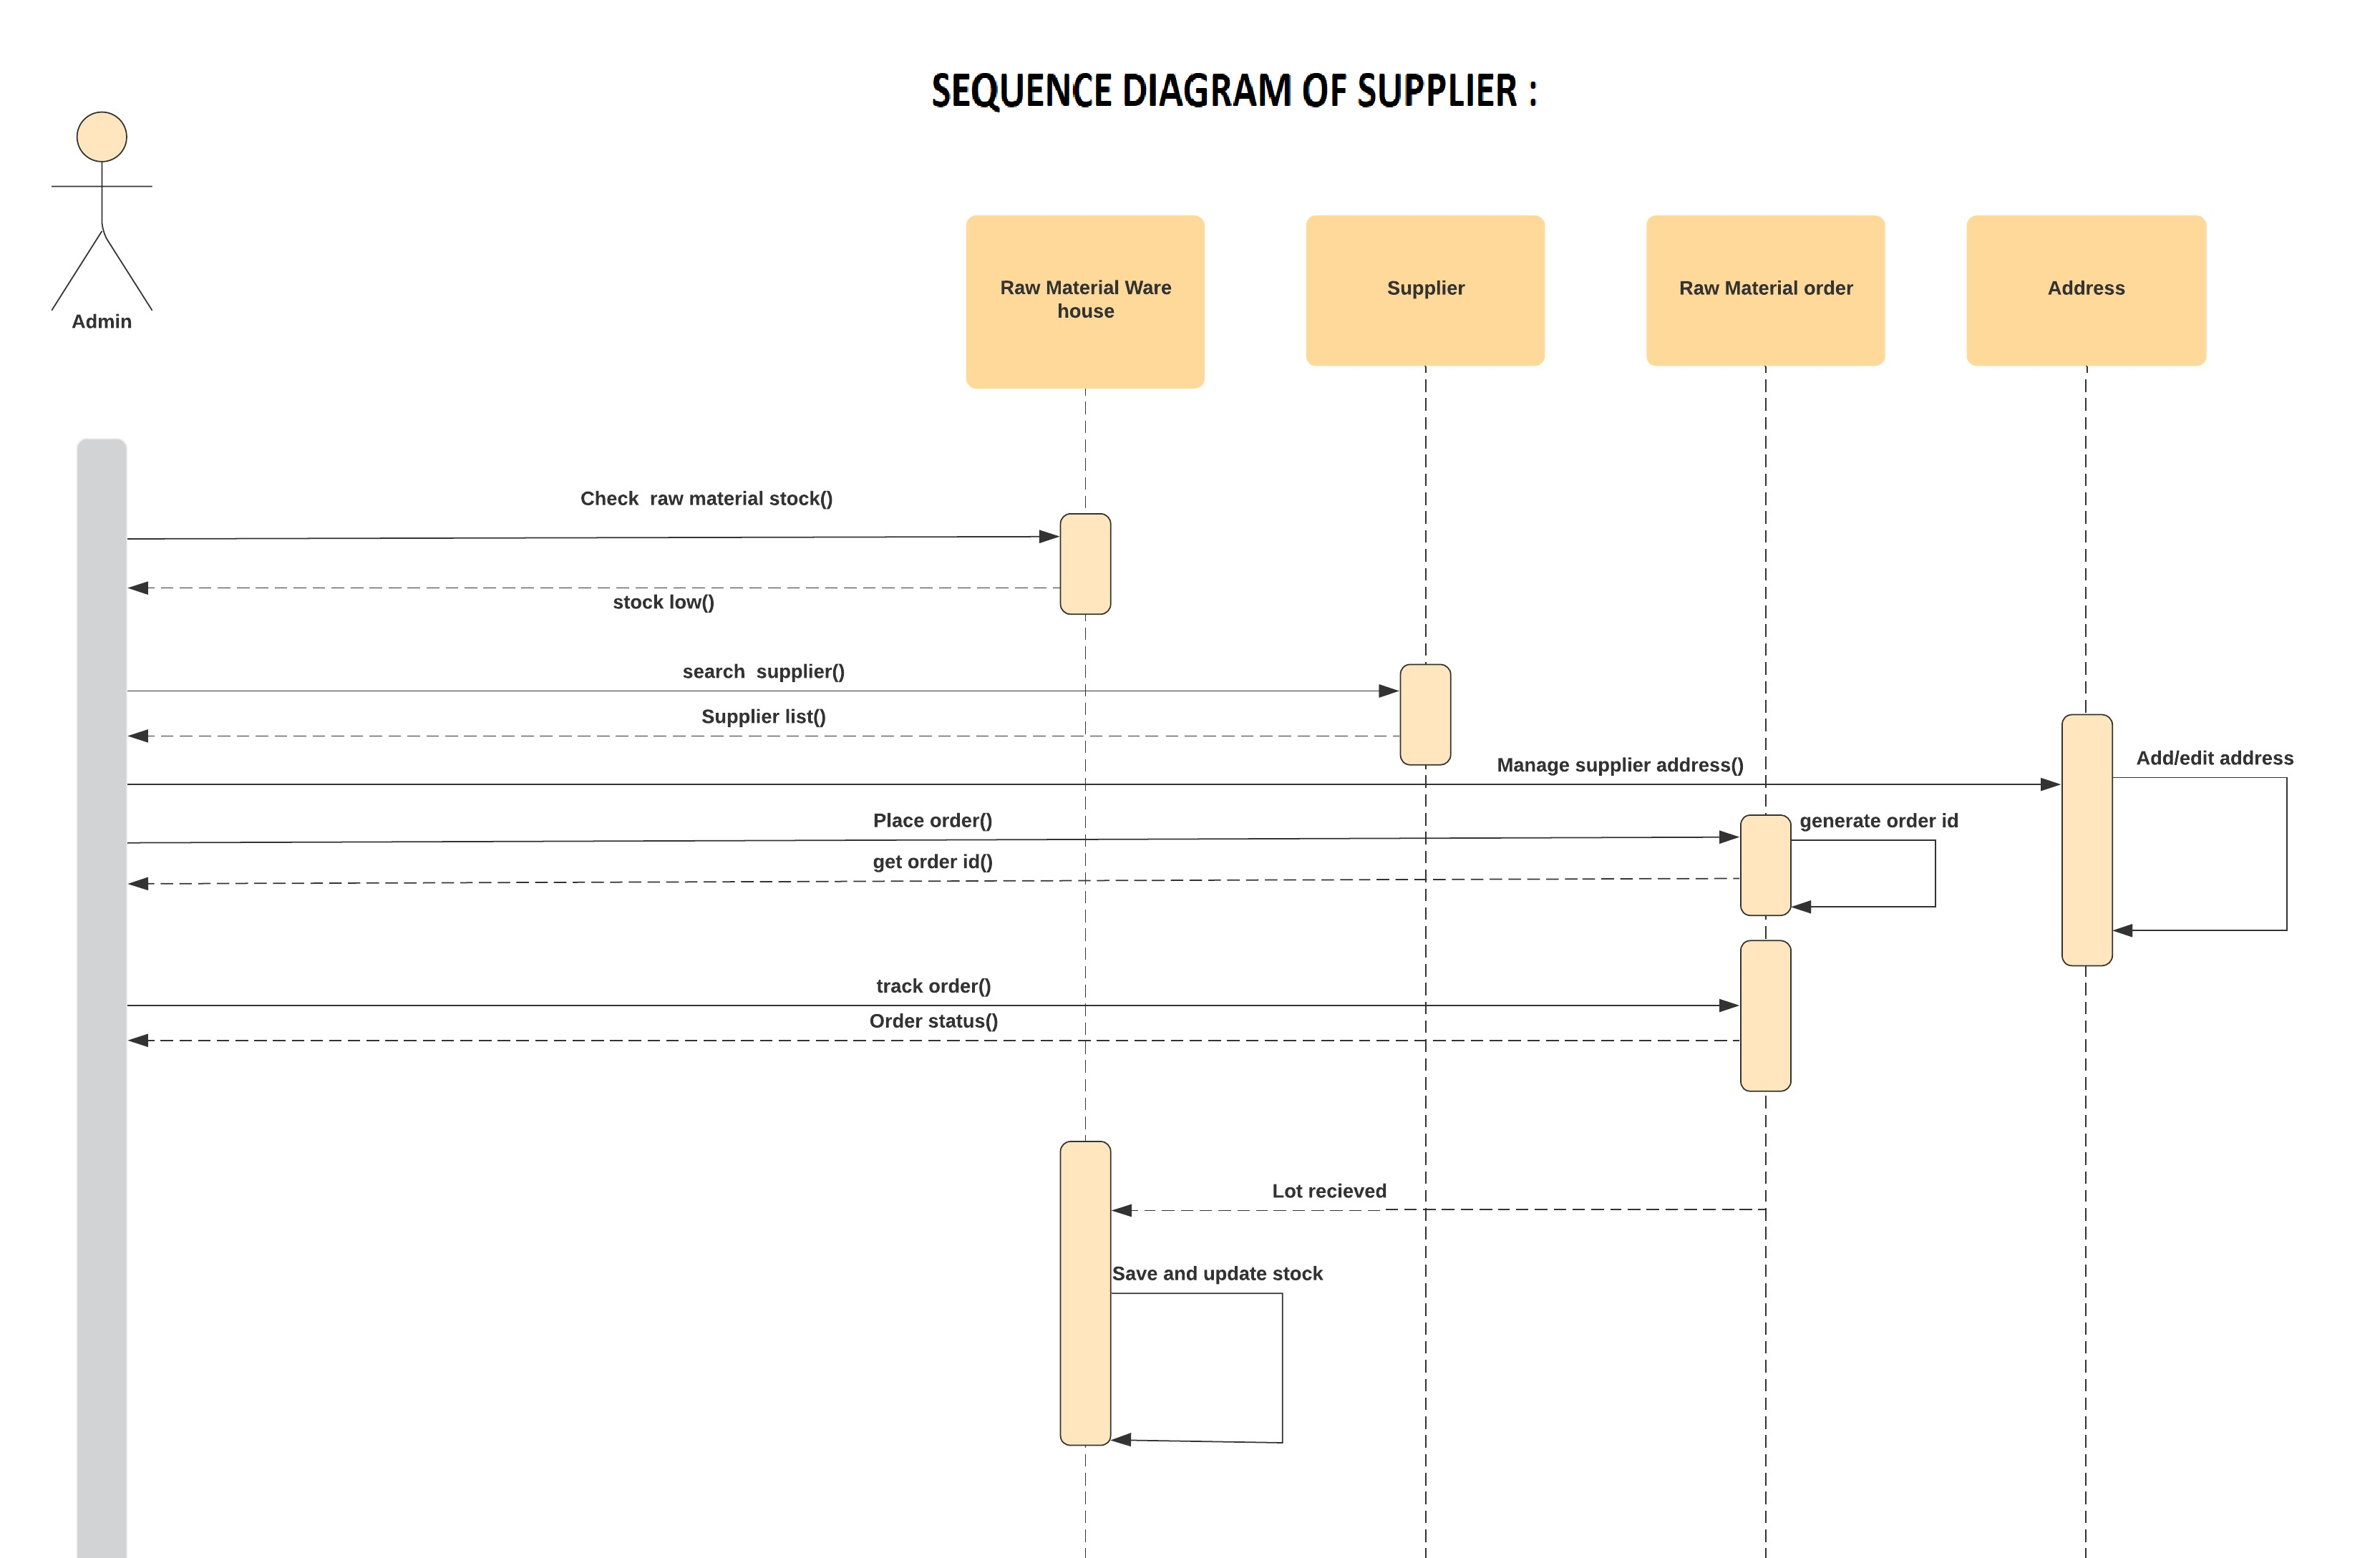 SEQUENCE DIAGRAM OF SUPPLIER :
Admin
Raw Material Ware
house
Supplier
Raw Material order
Address
Check  raw material stock()
stock low()
search  supplier()
Supplier list()
Manage supplier address()
Add/edit address
Place order()
generate order id
get order id()
track order()
Order status()
Lot recieved
Save and update stock